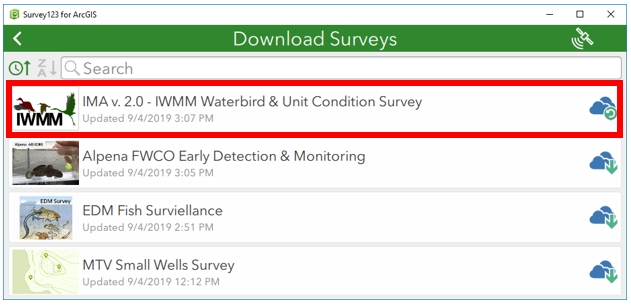 Survey123 for ArcGIS
Download Surveys
Z
A
Search
IWMM
IMA v. 2.0 - IWMM Waterbird & Unit Condition Survey
Updated 9/4/2019 3:07 PM
Alpena FWCO Early Detection & Monitoring
Updated 9/4/2019 3:05 PM
EDM Survey
EDM Fish Surviellance
Updated 9/4/2019 2:51 PM
MTV Small Wells Survey
Updated 9/4/2019 12:12 PM